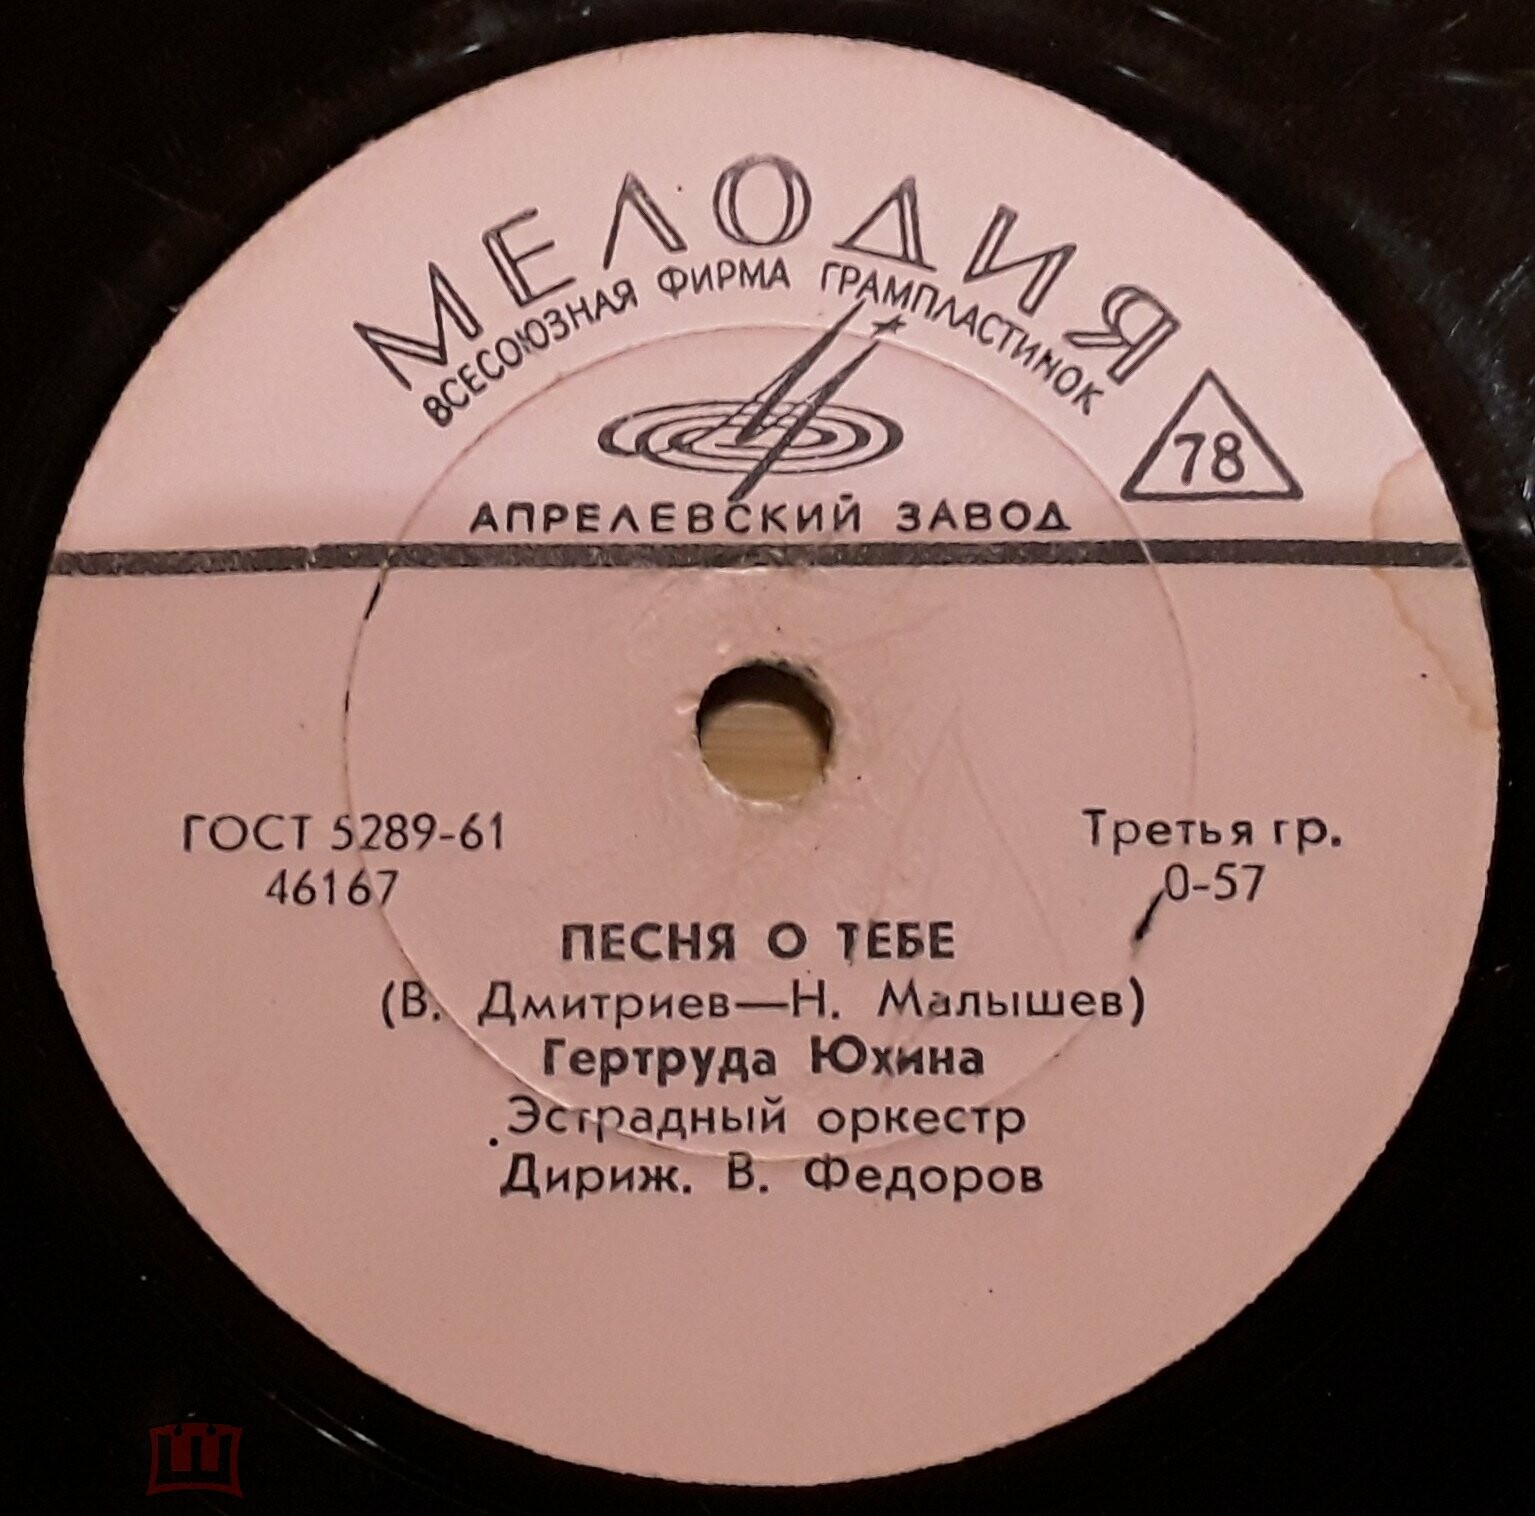 МЕЛОДИЯ
ВСЕСОЮЗНАЯ ФИРМА ГРАМПЛАСТИНОК
78
АПРЕЛЕВСКИЙ ЗАВОД
ГОСТ 5289-61
46167
Третья гр.
0-57
ПЕСНЯ О ТЕБЕ
(В. Дмитриев—Н. Малышев)
Гертруда Юхина
Эстрадный оркестр
Дириж. В. Федоров